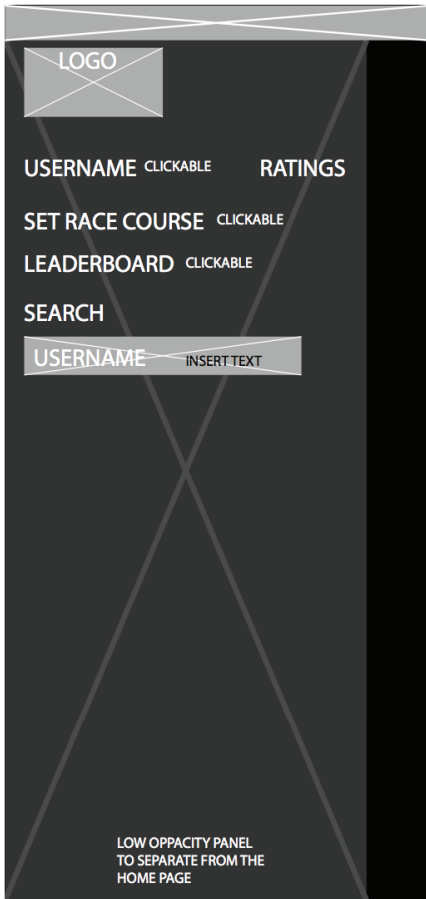 LOGO
USERNAME CLICKABLE RATINGS
SET RACE COURSE CLICKABLE
LEADERBOARD CLICKABLE
SEARCH
USERNAME INSERT TEXT
LOW OPPACITY PANEL
TO SEPARATE FROM THE
HOME PAGE